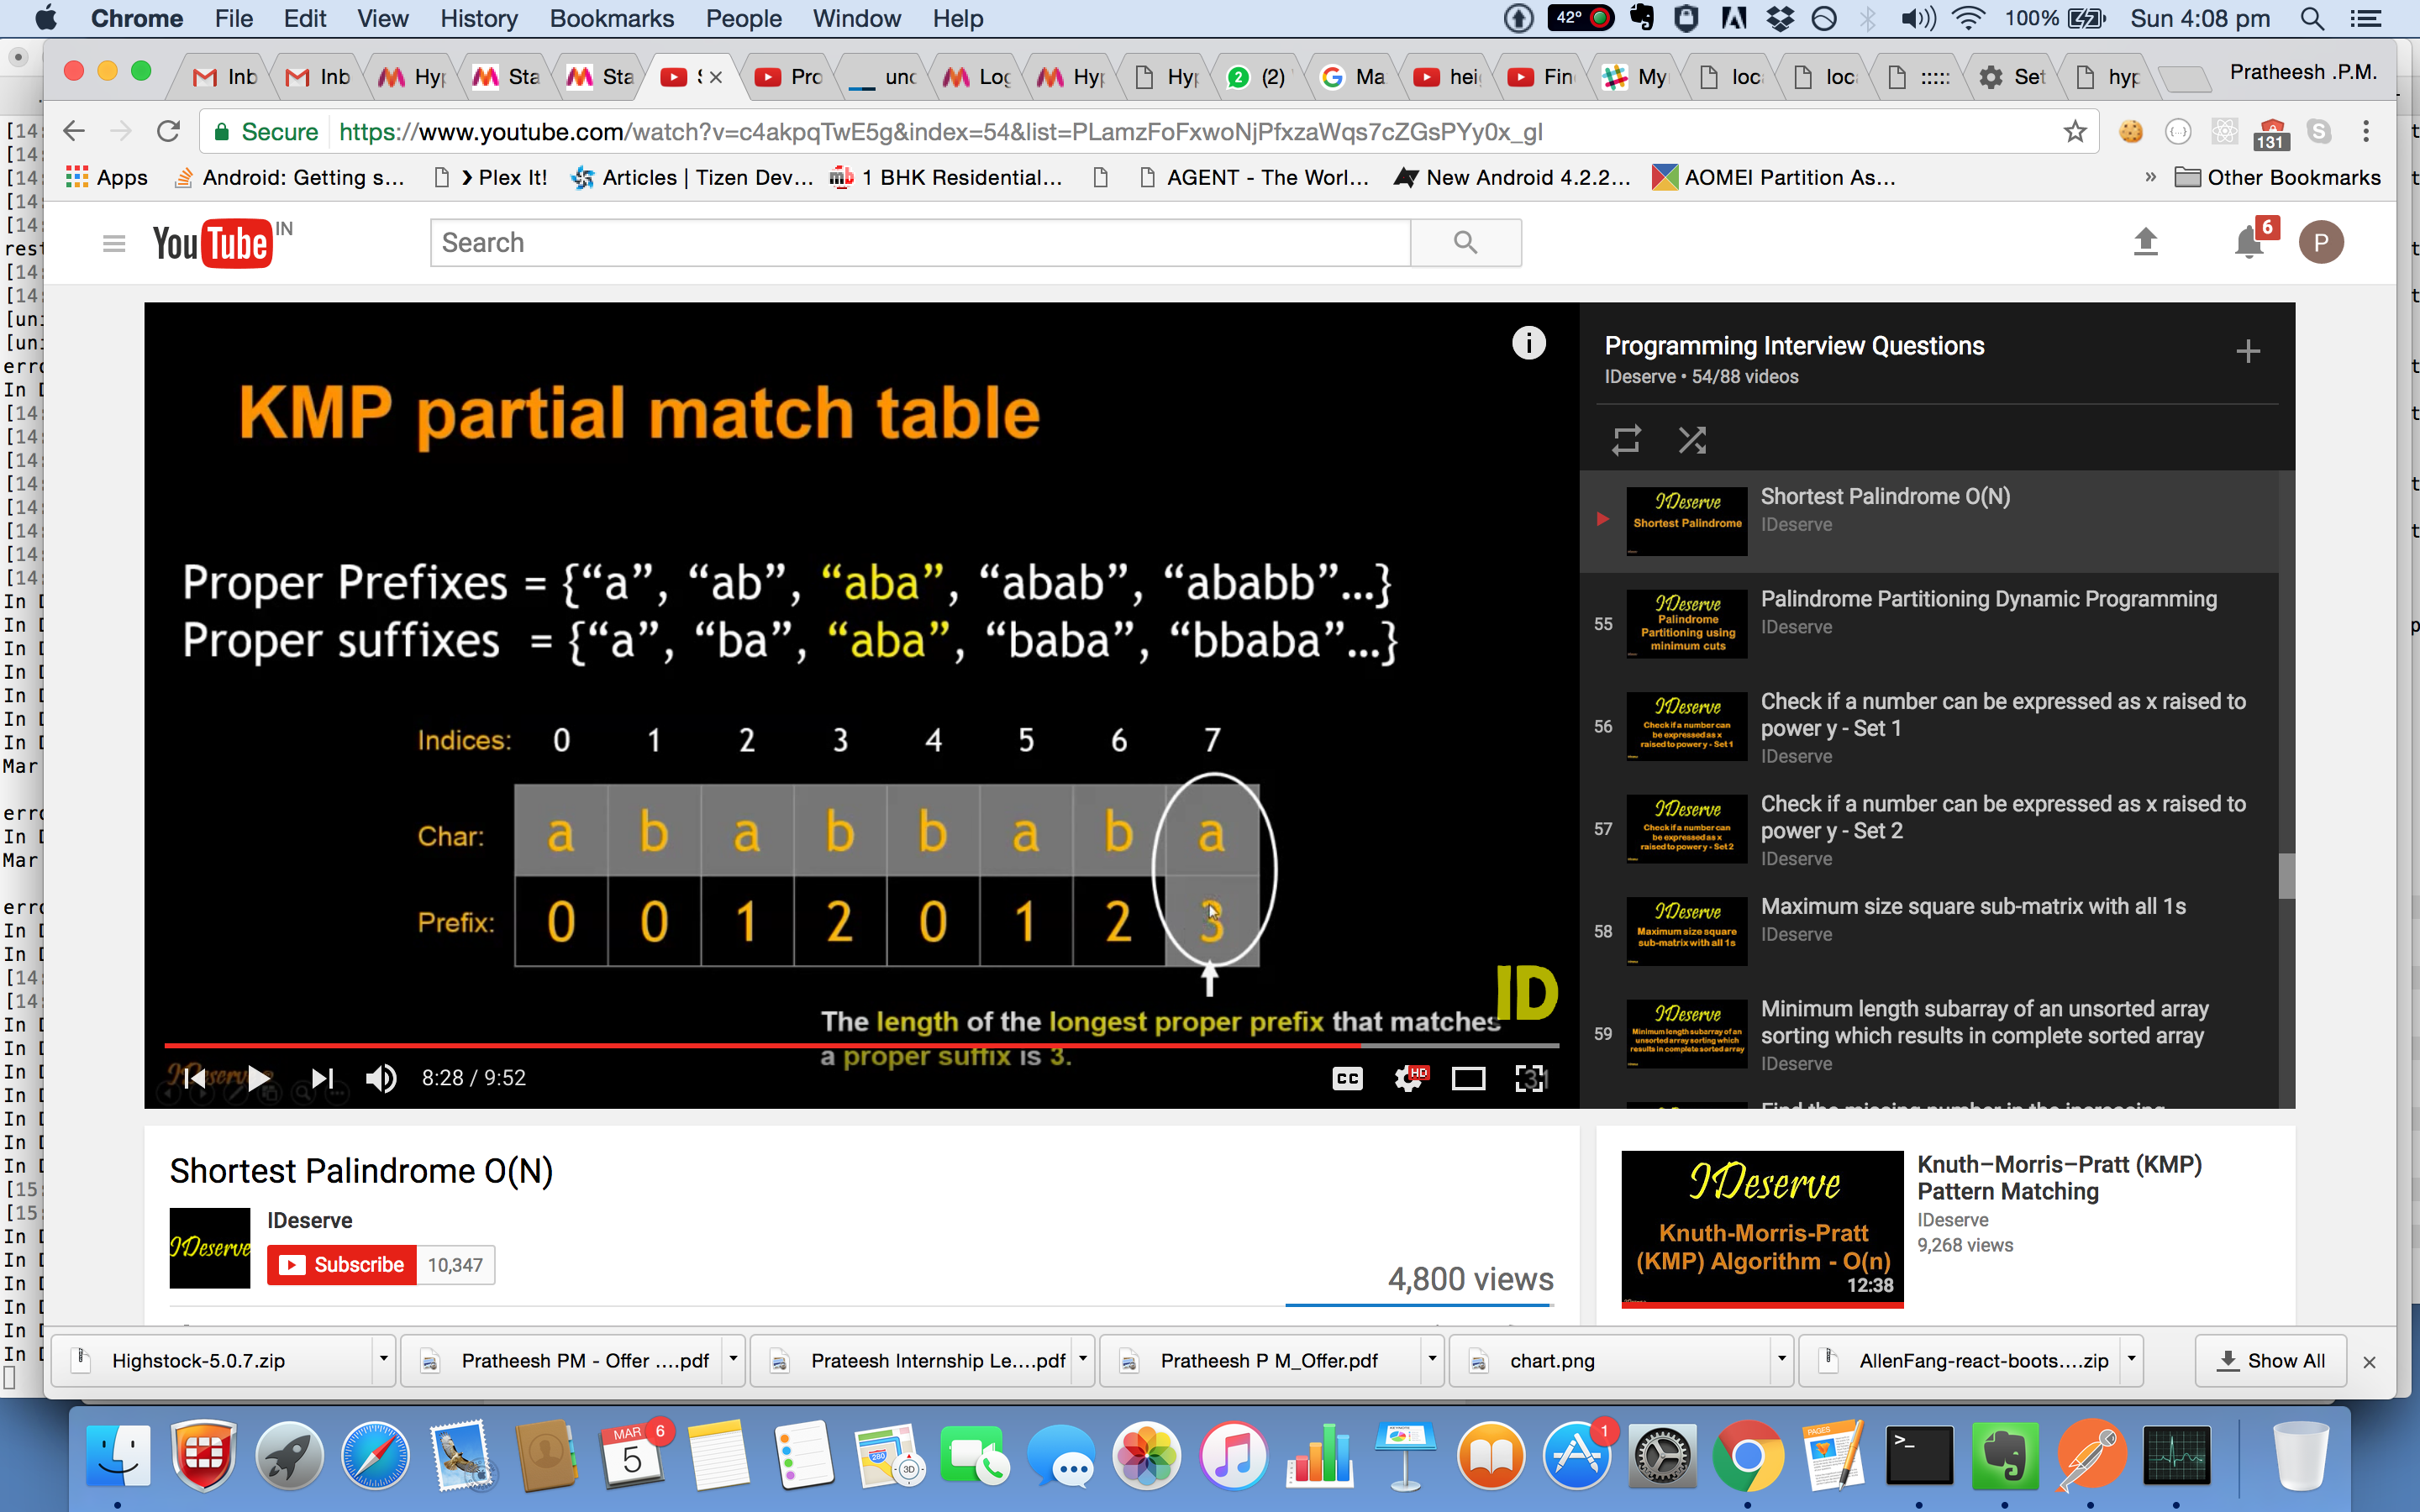 Chrome File Edit View History Bookmarks People Window Help 42° 100% Sun 4:08 pm
Inb Inb Hyp Sta Sta Pro unc Log Hyp Hyp 2 (2) Ma hei Fin My loc loc ::::: Set hyp Pratheesh .P.M.
Secure https://www.youtube.com/watch?v=c4akpqTwE5g&index=54&list=PLamzFoFxwoNjPfxzaWqs7cZGsPYy0x_gl 131
Apps Android: Getting s... Plex It! Articles | Tizen Dev... 1 BHK Residential... AGENT - The Worl... New Android 4.2.2... AOMEI Partition As... » Other Bookmarks
YouTube IN Search 6 P
KMP partial match table
Proper Prefixes = {“a”, “ab”, “aba”, “abab”, “ababb”...}
Proper suffixes = {“a”, “ba”, “aba”, “baba”, “bbaba”...}
Indices: 0 1 2 3 4 5 6 7
Char: a b a b b a b a
Prefix: 0 0 1 2 0 1 2 3
ID
The length of the longest proper prefix that matches
a proper suffix is 3.
8:28 / 9:52 CC HD
Programming Interview Questions
IDeserve • 54/88 videos
IDeserve
Shortest Palindrome
Shortest Palindrome O(N)
IDeserve
55
IDeserve
Palindrome
Partitioning using
minimum cuts
Palindrome Partitioning Dynamic Programming
IDeserve
56
IDeserve
Check if a number can
be expressed as x
raised to power y - Set 1
Check if a number can be expressed as x raised to
power y - Set 1
IDeserve
57
IDeserve
Check if a number can
be expressed as x
raised to power y - Set 2
Check if a number can be expressed as x raised to
power y - Set 2
IDeserve
58
IDeserve
Maximum size square
sub-matrix with all 1s
Maximum size square sub-matrix with all 1s
IDeserve
59
IDeserve
Minimum length subarray of an
unsorted array sorting which
results in complete sorted array
Minimum length subarray of an unsorted array
sorting which results in complete sorted array
IDeserve
Shortest Palindrome O(N)
IDeserve
IDeserve
Subscribe 10,347
4,800 views
IDeserve
Knuth-Morris-Pratt
(KMP) Algorithm - O(n)
12:38
Knuth–Morris–Pratt (KMP)
Pattern Matching
IDeserve
9,268 views
Highstock-5.0.7.zip Pratheesh PM - Offer ....pdf Prateesh Internship Le....pdf Pratheesh P M_Offer.pdf chart.png AllenFang-react-boots....zip Show All
MAR 5 6 280 3D 1 PAGES